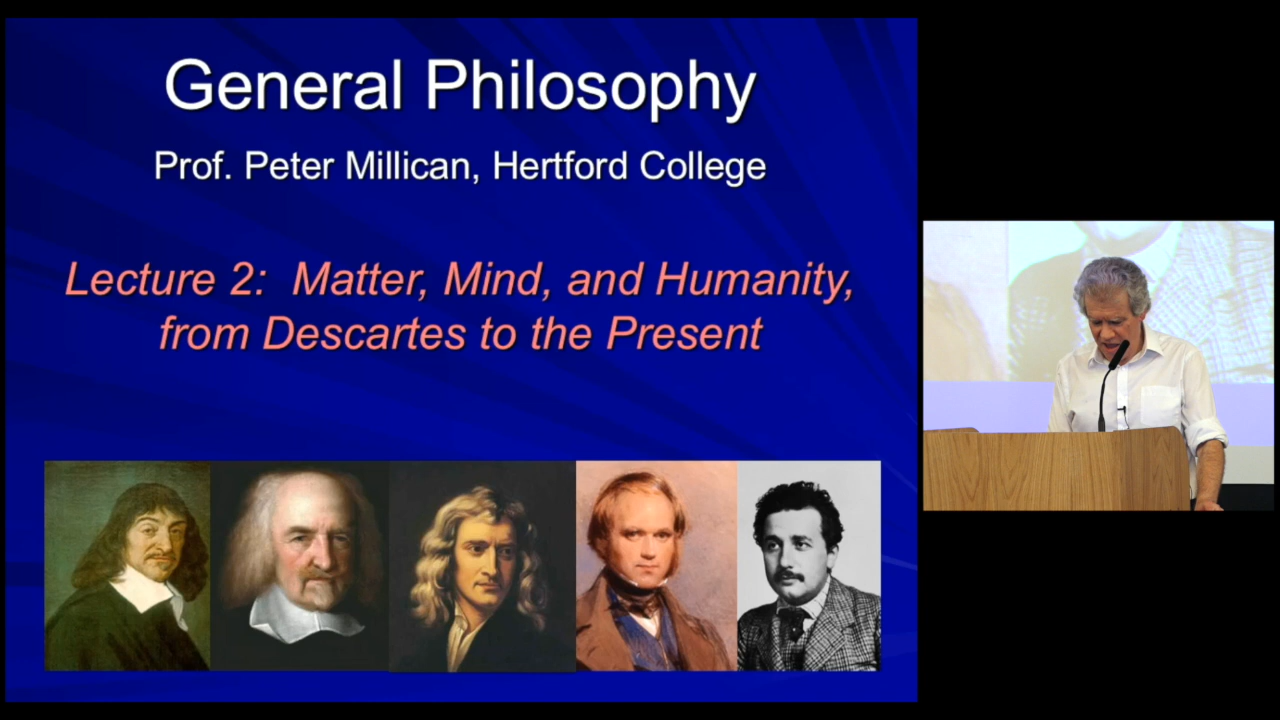 General Philosophy
Prof. Peter Millican, Hertford College
Lecture 2: Matter, Mind, and Humanity,
from Descartes to the Present